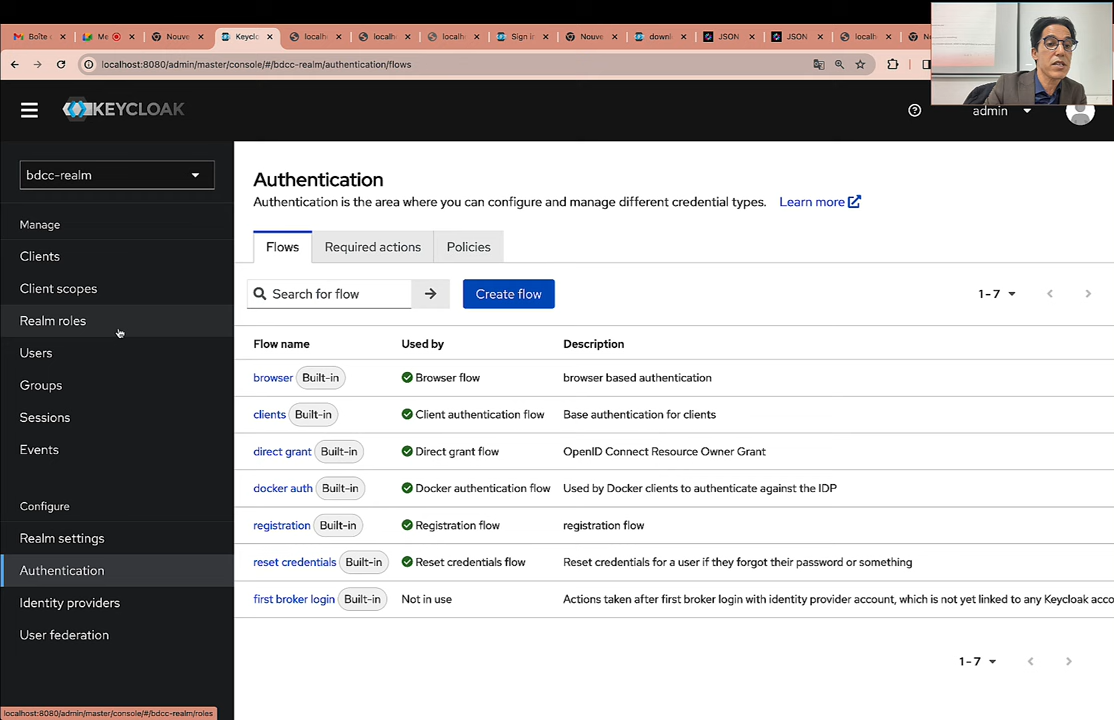 Boîte
Me
Nouve
Keyclo
localh
localh
localh
Sign i
Nouve
downl
JSON
JSON
localh
localhost:8080/admin/master/console/#/bdcc-realm/authentication/flows
KEYCLOAK
admin
bdcc-realm
Manage
Clients
Client scopes
Realm roles
Users
Groups
Sessions
Events
Configure
Realm settings
Authentication
Identity providers
User federation
Authentication
Authentication is the area where you can configure and manage different credential types. Learn more
Flows Required actions Policies
Search for flow Create flow 1-7
Flow name Used by Description
browser Built-in Browser flow browser based authentication
clients Built-in Client authentication flow Base authentication for clients
direct grant Built-in Direct grant flow OpenID Connect Resource Owner Grant
docker auth Built-in Docker authentication flow Used by Docker clients to authenticate against the IDP
registration Built-in Registration flow registration flow
reset credentials Built-in Reset credentials flow Reset credentials for a user if they forgot their password or something
first broker login Built-in Not in use Actions taken after first broker login with identity provider account, which is not yet linked to any Keycloak acco
1-7
localhost:8080/admin/master/console/#/bdcc-realm/roles